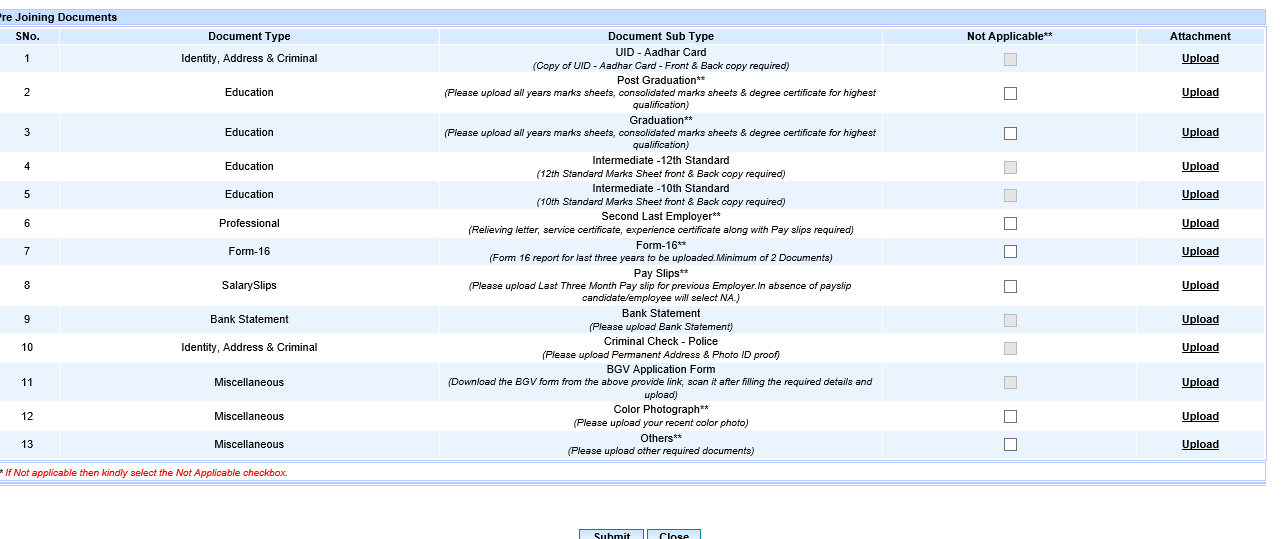 re Joining Documents
SNo. Document Type Document Sub Type Not Applicable** Attachment
1 Identity, Address & Criminal UID - Aadhar Card Upload
(Copy of UID - Aadhar Card - Front & Back copy required)
2 Education Post Graduation** Upload
(Please upload all years marks sheets, consolidated marks sheets & degree certificate for highest
qualification)
3 Education Graduation** Upload
(Please upload all years marks sheets, consolidated marks sheets & degree certificate for highest
qualification)
4 Education Intermediate -12th Standard Upload
(12th Standard Marks Sheet front & Back copy required)
5 Education Intermediate -10th Standard Upload
(10th Standard Marks Sheet front & Back copy required)
6 Professional Second Last Employer** Upload
(Relieving letter, service certificate, experience certificate along with Pay slips required)
7 Form-16 Form-16** Upload
(Form 16 report for last three years to be uploaded.Minimum of 2 Documents)
8 SalarySlips Pay Slips** Upload
(Please upload Last Three Month Pay slip for previous Employer.In absence of payslip
candidate/employee will select NA.)
9 Bank Statement Bank Statement Upload
(Please upload Bank Statement)
10 Identity, Address & Criminal Criminal Check - Police Upload
(Please upload Permanent Address & Photo ID proof)
11 Miscellaneous BGV Application Form Upload
(Download the BGV form from the above provide link, scan it after filling the required details and
upload)
12 Miscellaneous Color Photograph** Upload
(Please upload your recent color photo)
13 Miscellaneous Others** Upload
(Please upload other required documents)
* If Not applicable then kindly select the Not Applicable checkbox.
Submit Close